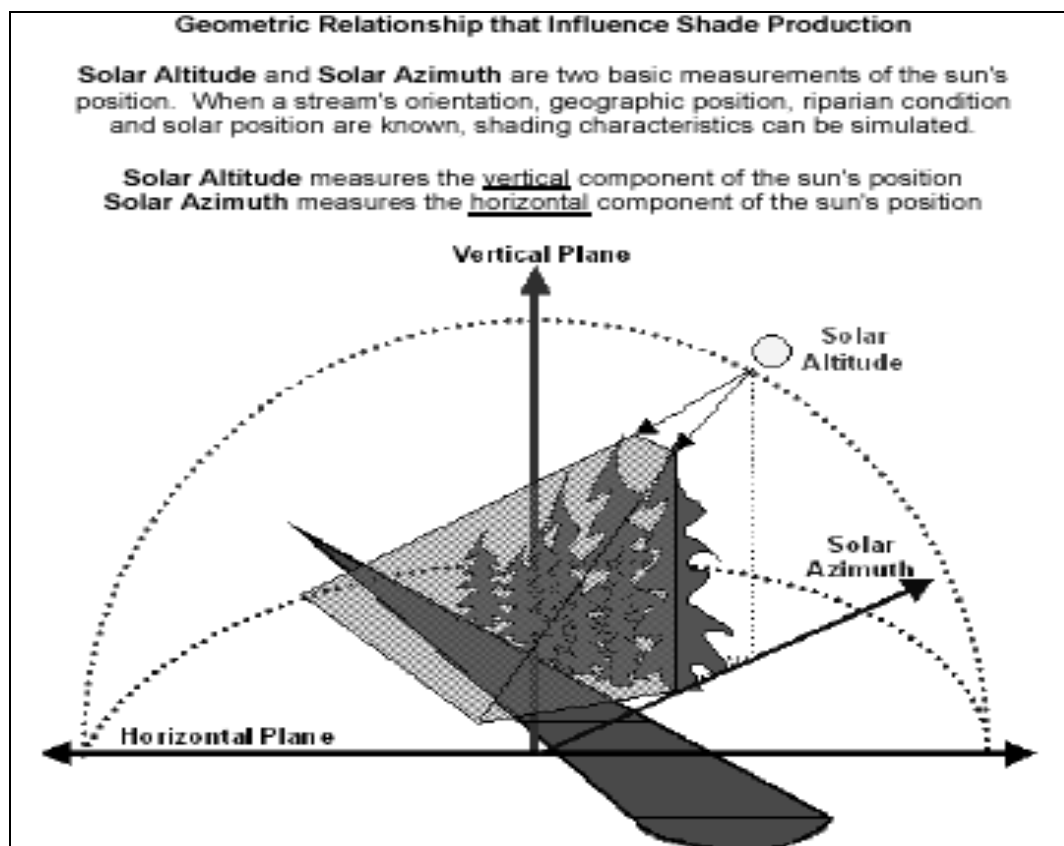 Geometric Relationship that Influence Shade Production
Solar Altitude and Solar Azimuth are two basic measurements of the sun's
position. When a stream's orientation, geographic position, riparian condition
and solar position are known, shading characteristics can be simulated.
Solar Altitude measures the vertical component of the sun's position
Solar Azimuth measures the horizontal component of the sun's position
Vertical Plane
Solar
Altitude
Solar
Azimuth
Horizontal Plane